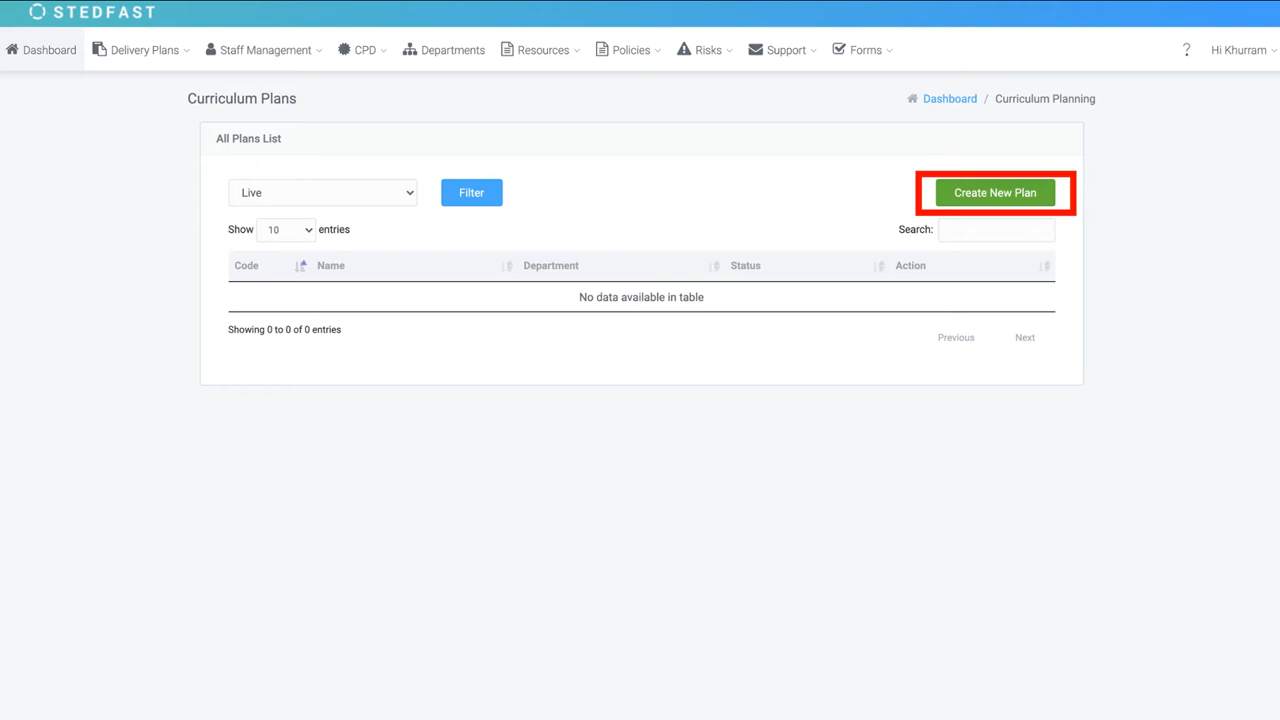 STEDFAST
Dashboard Delivery Plans Staff Management CPD Departments Resources Policies Risks Support Forms ? Hi Khurram
Curriculum Plans
Dashboard / Curriculum Planning
All Plans List
Live Filter Create New Plan
Show 10 entries Search:
Code Name Department Status Action
No data available in table
Showing 0 to 0 of 0 entries
Previous Next